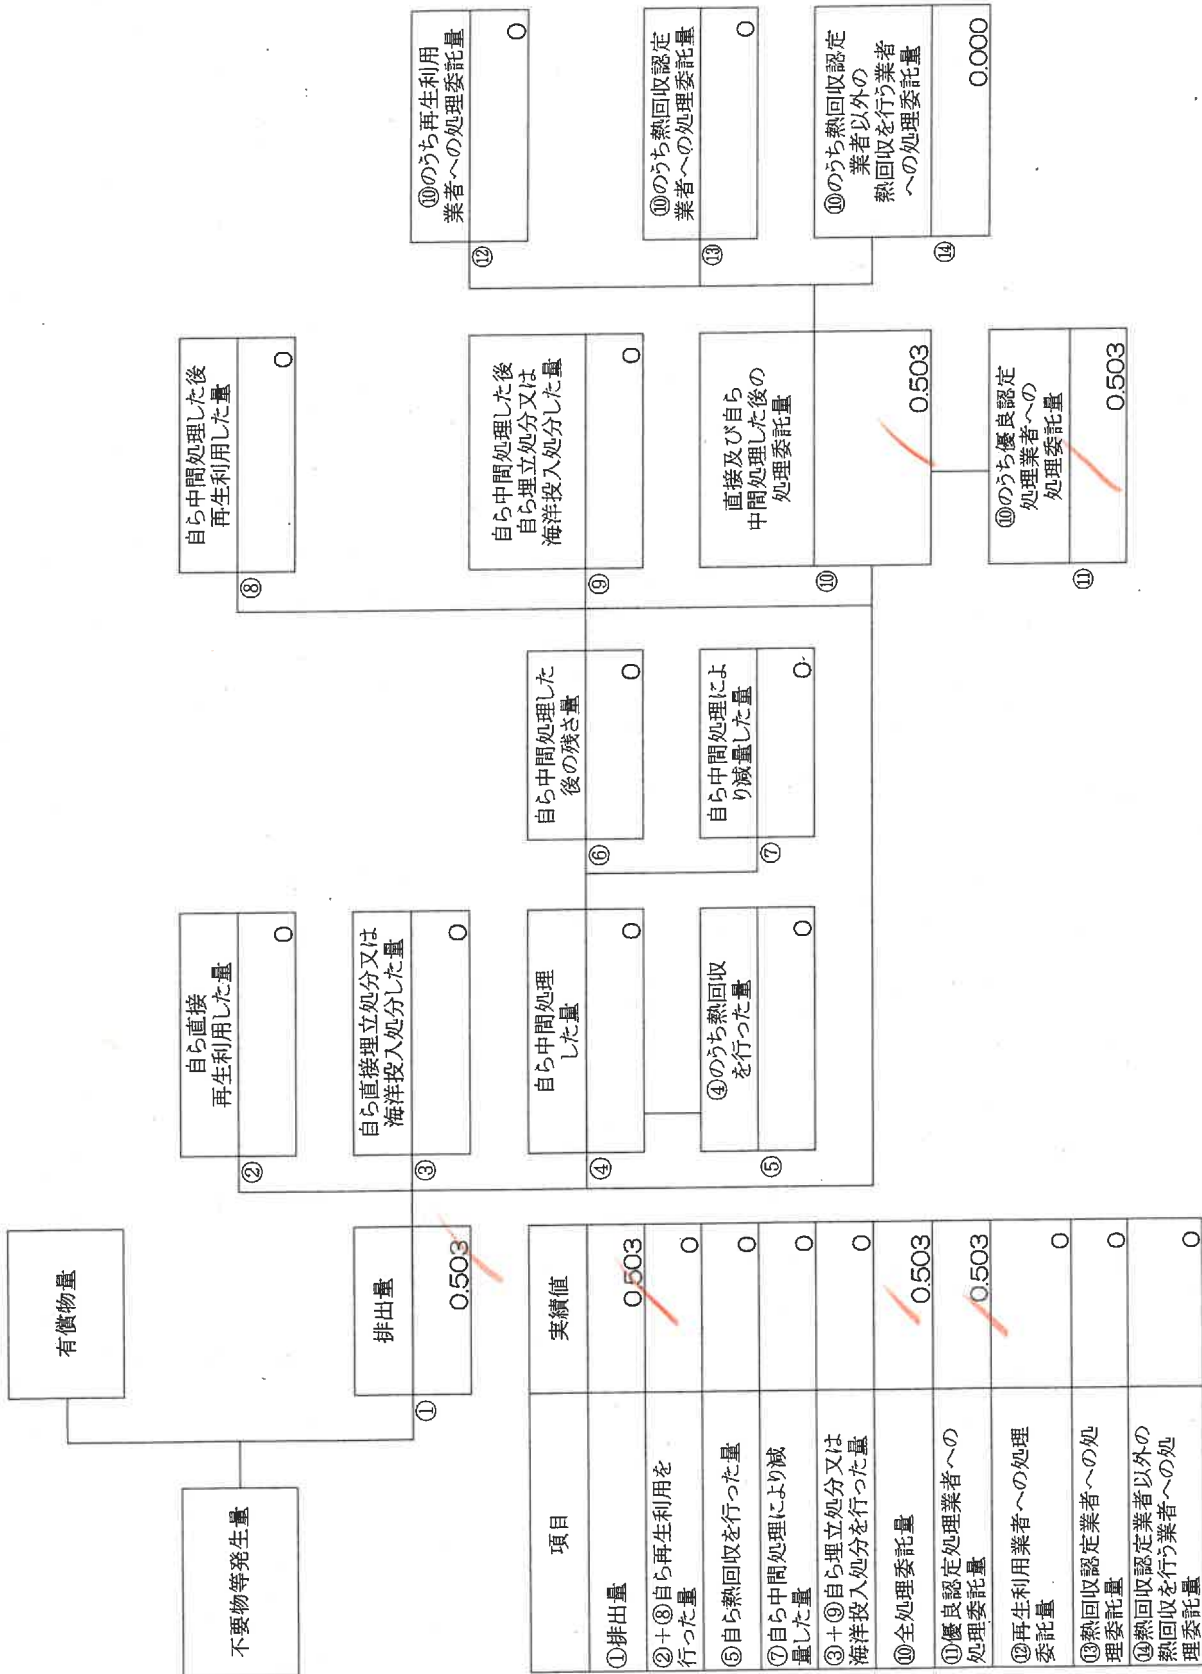 不要物等発生量
有償物量
排出量
①
0.503
自ら直接
再生利用した量
②
0
自ら直接埋立処分又は
海洋投入処分した量
③
0
自ら中間処理
した量
④
0
④のうち熱回収
を行った量
⑤
0
自ら中間処理した
後の残さ量
⑥
0
自ら中間処理によ
り減量した量
⑦
0
自ら中間処理した後
再生利用した量
⑧
0
自ら中間処理した後
自ら埋立処分又は
海洋投入処分した量
⑨
0
直接及び自ら
中間処理した後の
処理委託量
⑩
0.503
⑩のうち優良認定
処理業者への
処理委託量
⑪
0.503
⑩のうち再生利用
業者への処理委託量
⑫
0
⑩のうち熱回収認定
業者への処理委託量
⑬
0
⑩のうち熱回収認定
業者以外の
熱回収を行う業者
への処理委託量
⑭
0.000
項目 実績値
①排出量 0.503
②+⑧自ら再生利用を
行った量 0
⑤自ら熱回収を行った量 0
⑦自ら中間処理により減
量した量 0
③+⑨自ら埋立処分又は
海洋投入処分を行った量 0
⑩全処理委託量 0.503
⑪優良認定処理業者への
処理委託量 0.503
⑫再生利用業者への処理
委託量 0
⑬熱回収認定業者への処
理委託量 0
⑭熱回収認定業者以外の
熱回収を行う業者への処
理委託量 0